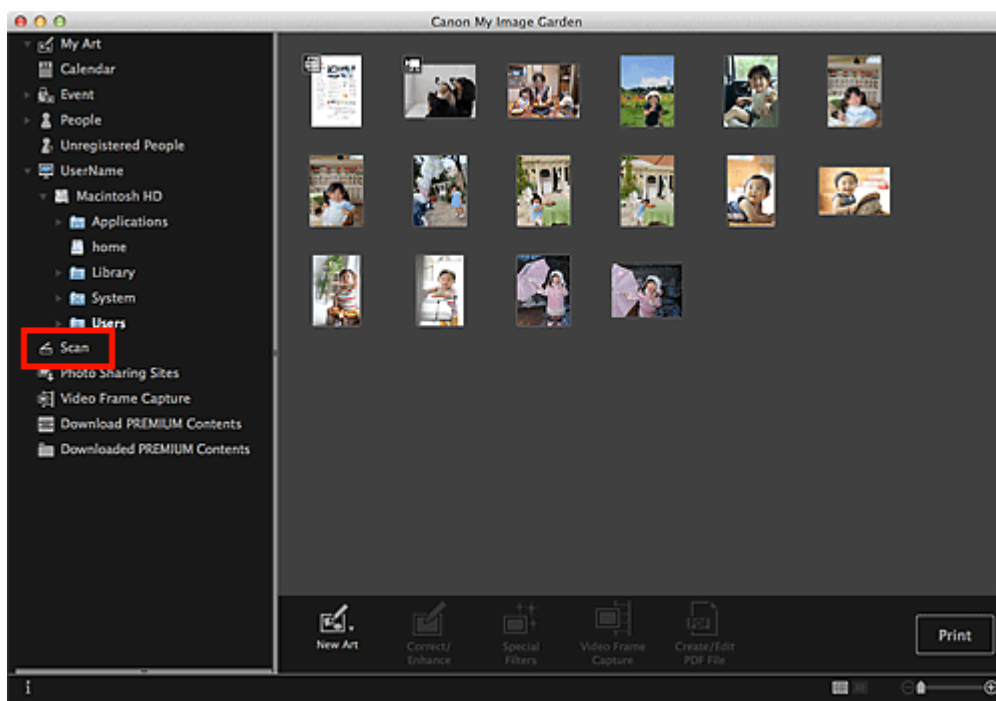 Canon My Image Garden
My Art
Calendar
Event
People
Unregistered People
UserName
Macintosh HD
Applications
home
Library
System
Users
Scan
Photo Sharing Sites
Video Frame Capture
Download PREMIUM Contents
Downloaded PREMIUM Contents
New Art
Correct/
Enhance
Special
Filters
Video Frame
Capture
Create/Edit
PDF File
Print